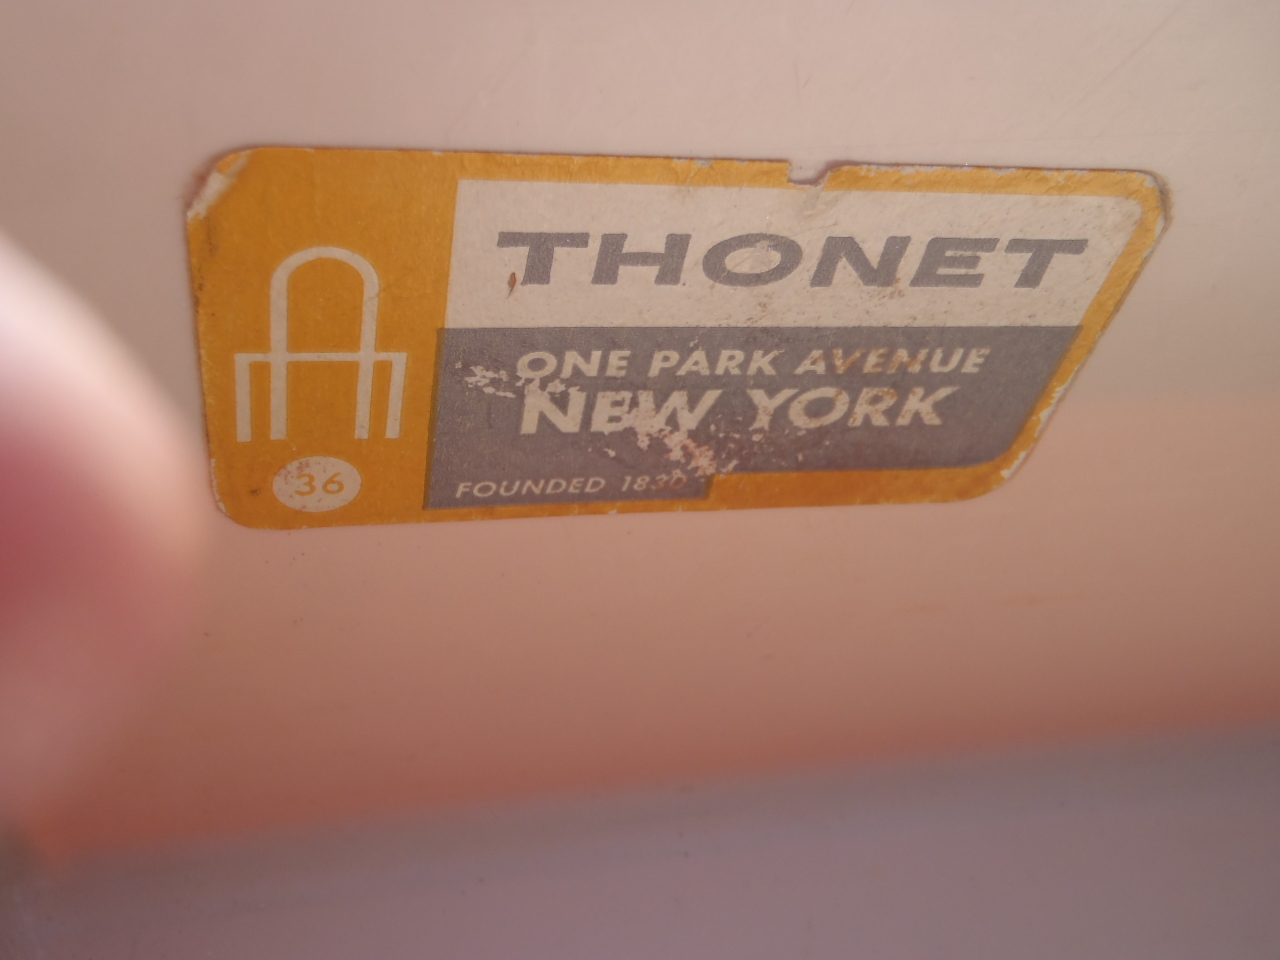 THONET
ONE PARK AVENUE
NEW YORK
FOUNDED 1830
36